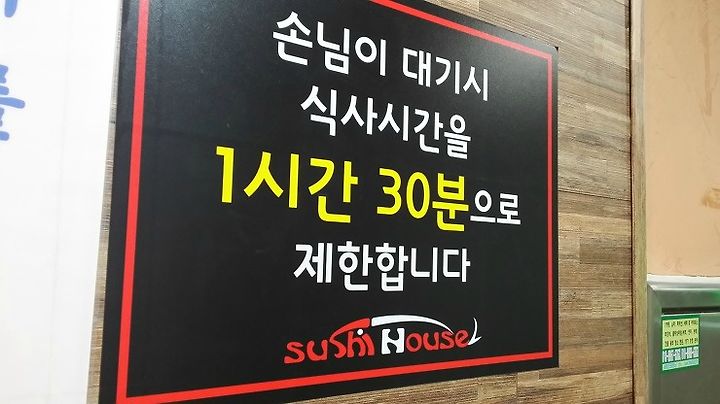 손님이 대기시
식사시간을
1시간 30분으로
제한합니다
sushi House